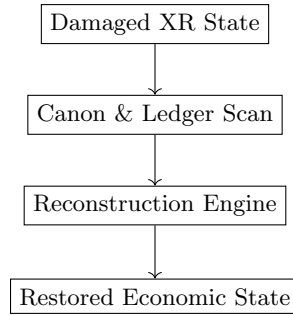 Damaged XR State
Canon & Ledger Scan
Reconstruction Engine
Restored Economic State